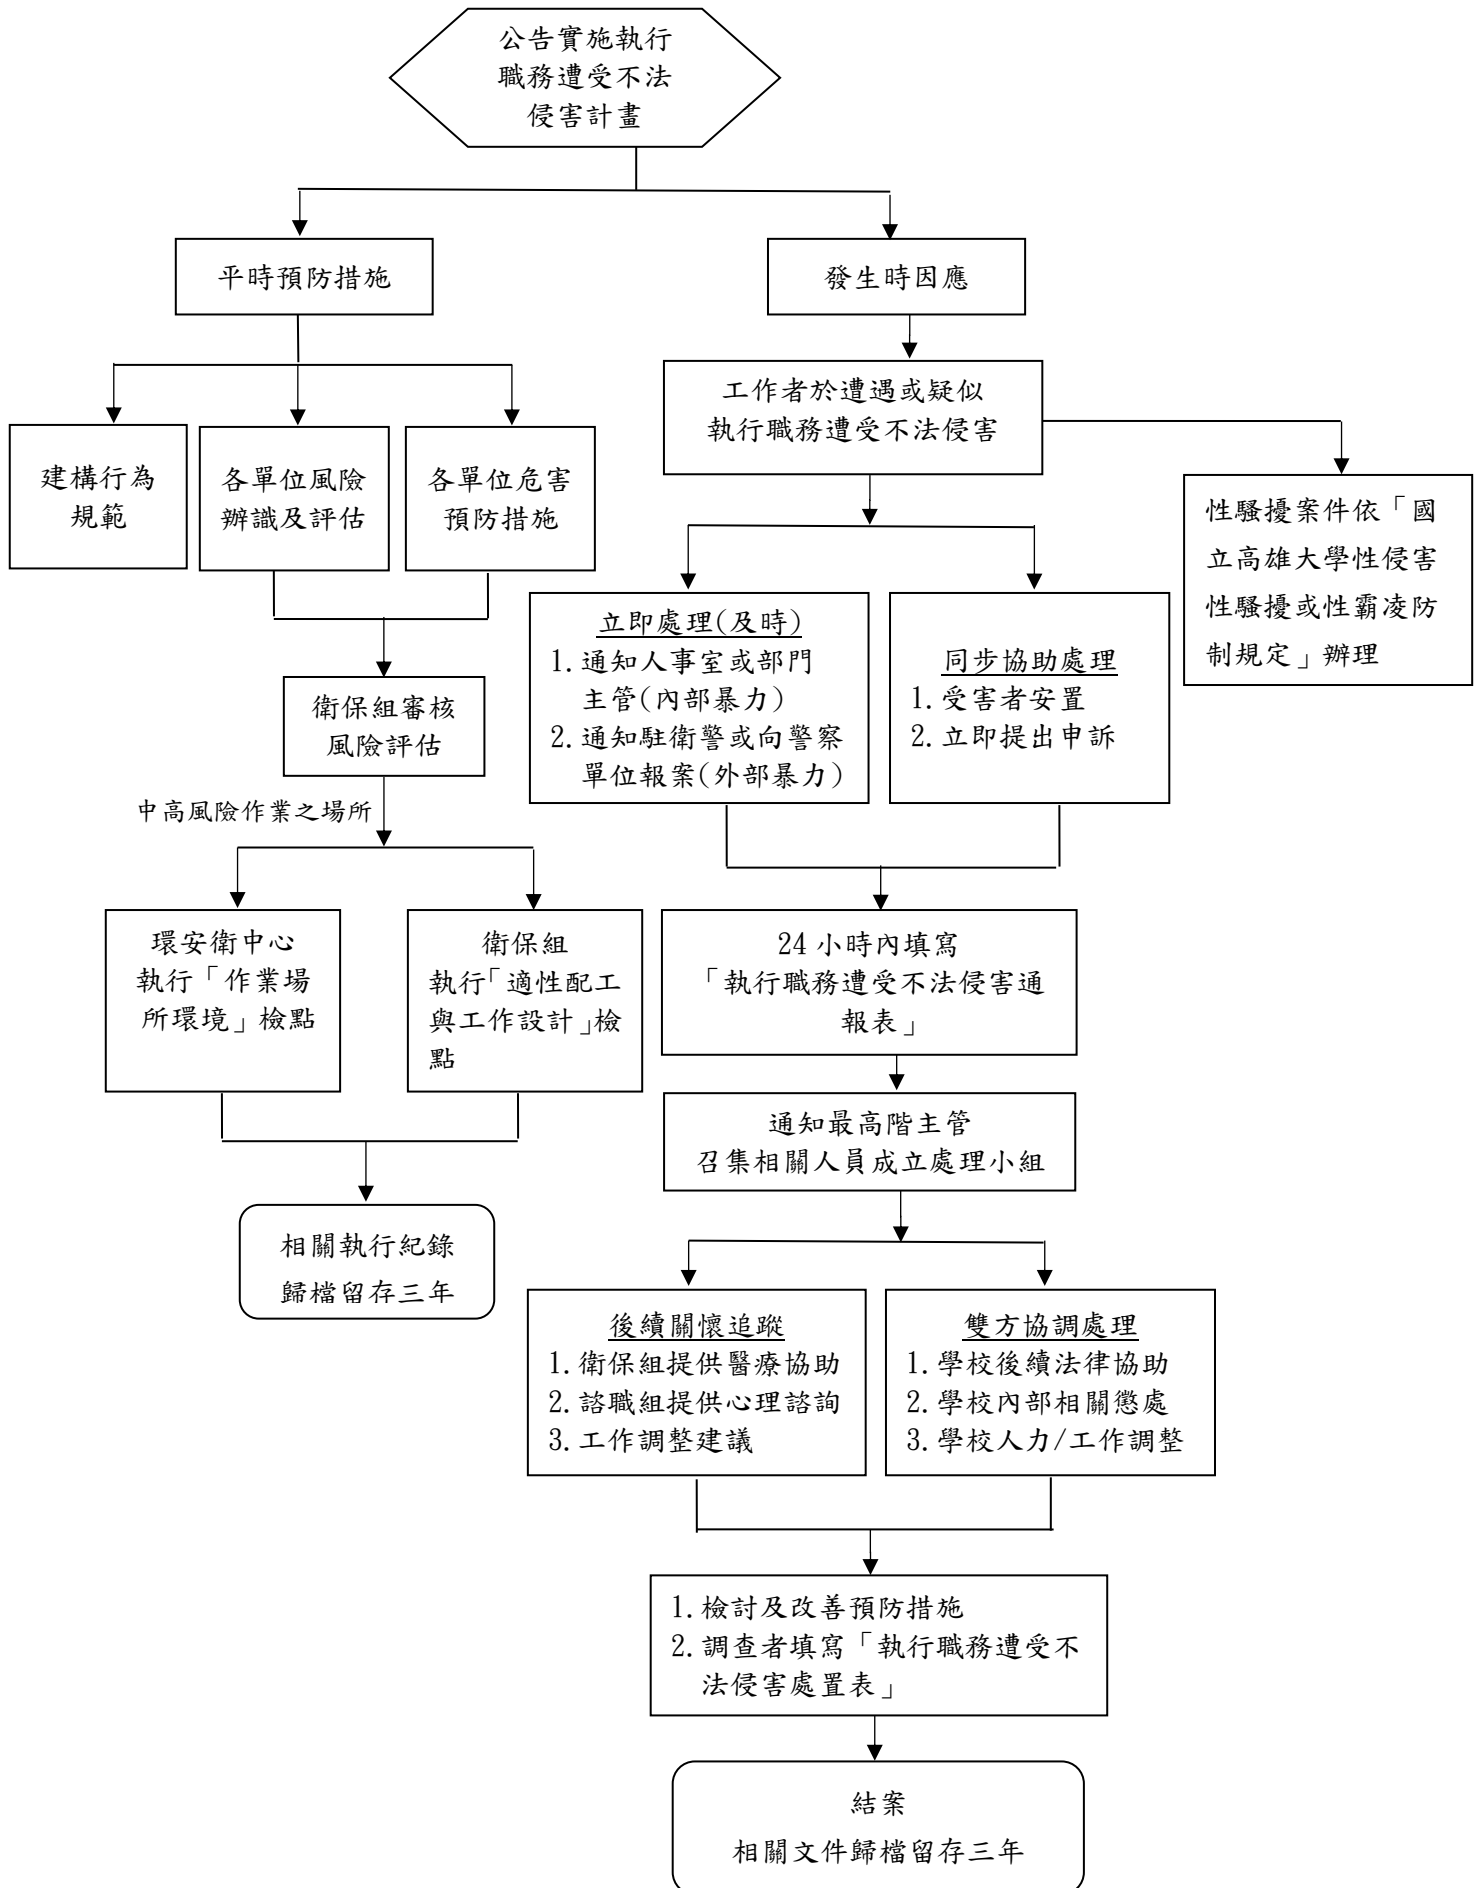 公告實施執行
職務遭受不法
侵害計畫
平時預防措施
發生時因應
建構行為
規範
各單位風險
辨識及評估
各單位危害
預防措施
工作者於遭遇或疑似
執行職務遭受不法侵害
性騷擾案件依「國
立高雄大學性侵害
性騷擾或性霸凌防
制規定」辦理
立即處理(及時)
1.通知人事室或部門
主管(內部暴力)
2.通知駐衛警或向警察
單位報案(外部暴力)
同步協助處理
1.受害者安置
2.立即提出申訴
衛保組審核
風險評估
中高風險作業之場所
環安衛中心
執行「作業場
所環境」檢點
衛保組
執行「適性配工
與工作設計」檢
點
24 小時內填寫
「執行職務遭受不法侵害通
報表」
通知最高階主管
召集相關人員成立處理小組
相關執行紀錄
歸檔留存三年
後續關懷追蹤
1.衛保組提供醫療協助
2.諮職組提供心理諮詢
3.工作調整建議
雙方協調處理
1.學校後續法律協助
2.學校內部相關懲處
3.學校人力/工作調整
1.檢討及改善預防措施
2.調查者填寫「執行職務遭受不
法侵害處置表」
結案
相關文件歸檔留存三年